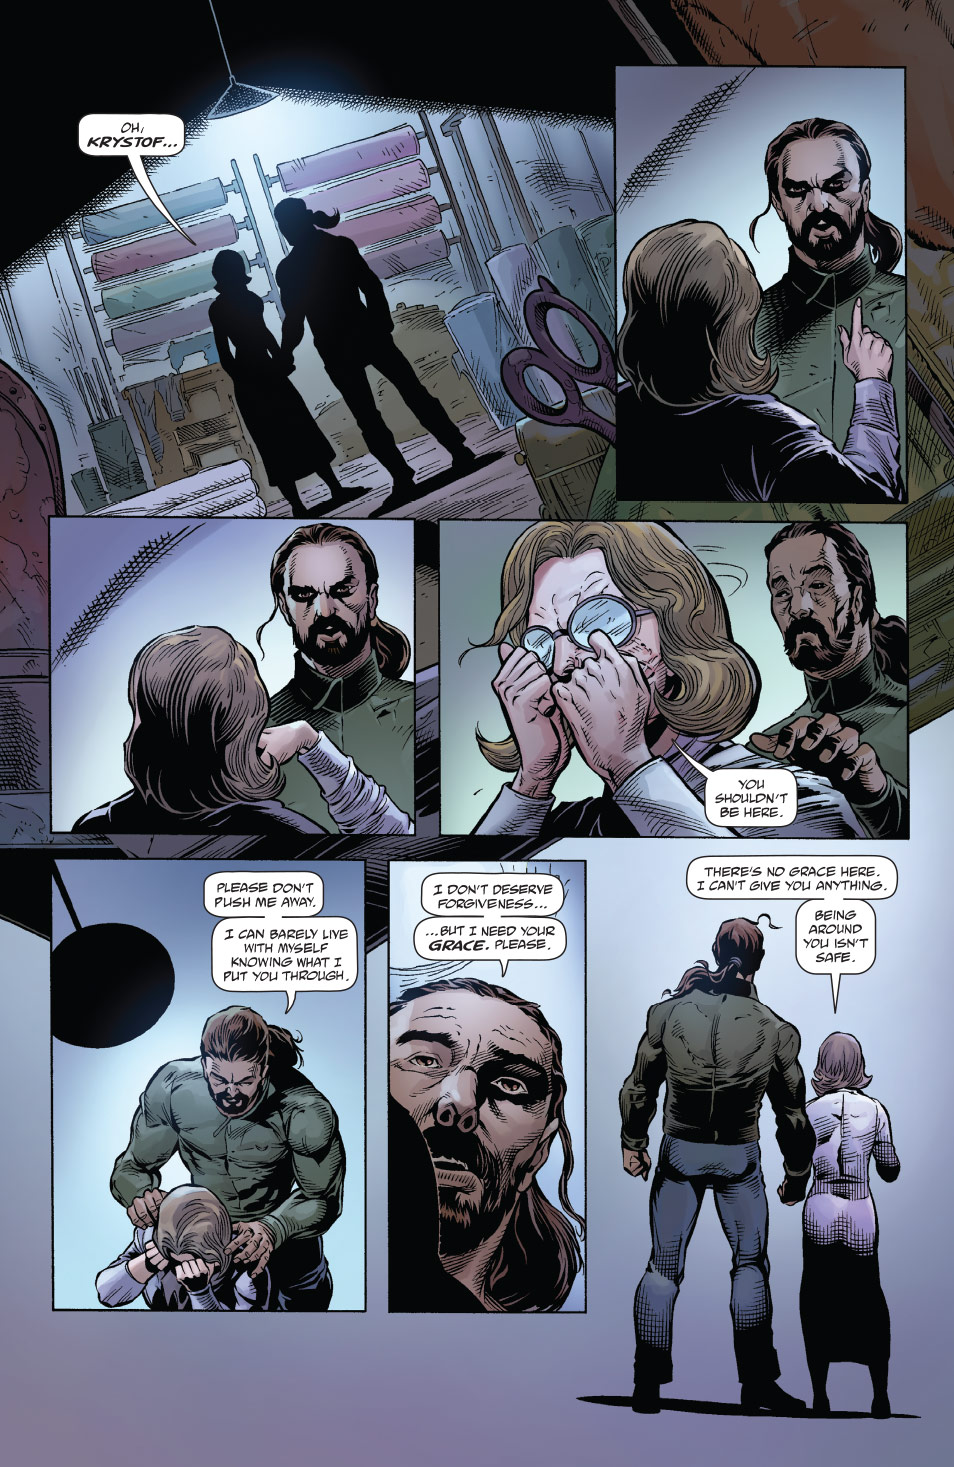 OH,
KRYSTOF...
YOU
SHOULDN'T
BE HERE.
PLEASE DON'T
PUSH ME AWAY.
I CAN BARELY LIVE
WITH MYSELF
KNOWING WHAT I
PUT YOU THROUGH.
I DON'T DESERVE
FORGIVENESS...
...BUT I NEED YOUR
GRACE. PLEASE.
THERE'S NO GRACE HERE.
I CAN'T GIVE YOU ANYTHING.
BEING
AROUND
YOU ISN'T
SAFE.